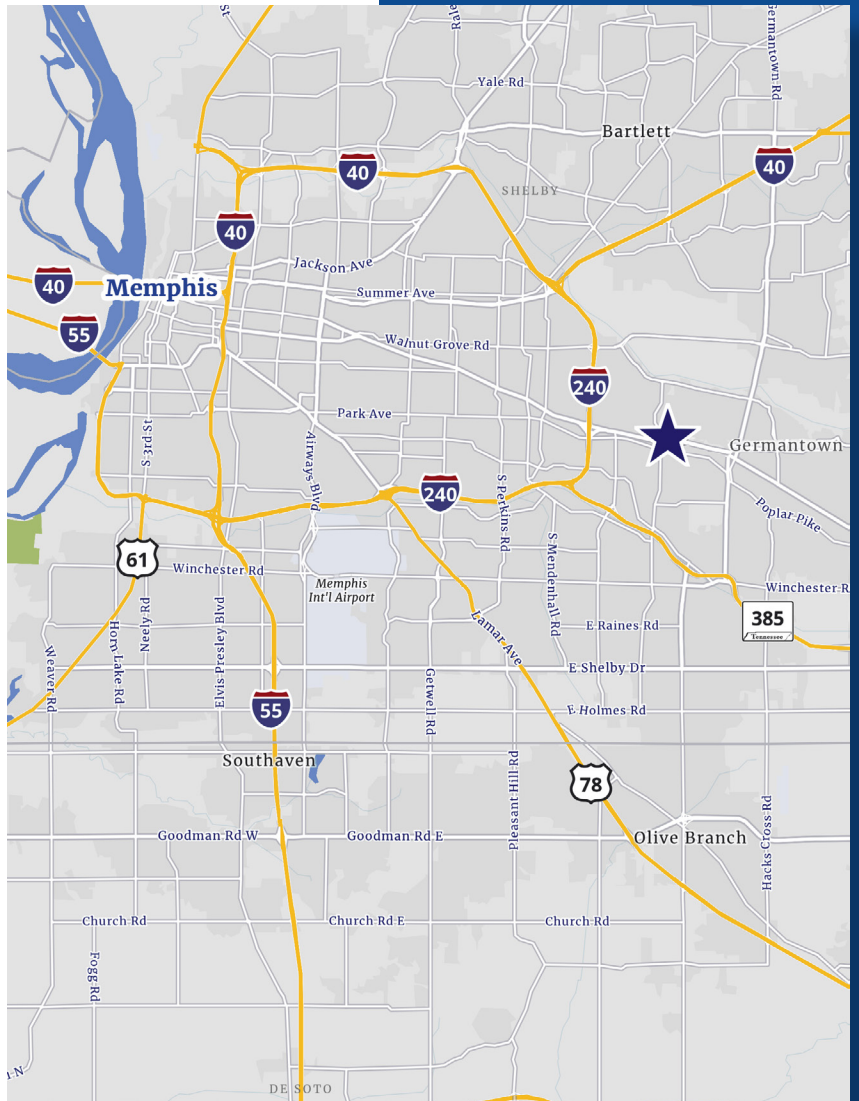 St
Germantown Rd
Yale Rd
Bartlett
40
40
SHELBY
40
Jackson Ave
40
Memphis
Summer Ave
55
Walnut Grove Rd
240
Park Ave
S 3rd St
Airways Blvd
Germantown
240
S Perkins Rd
Poplar Pike
61
S Mendenhall Rd
Winchester Rd
Memphis
Int'l Airport
Winchester R
Neely Rd
Elvis Presley Blvd
385
Tennessee
Lamar Ave
E Raines Rd
Horn Lake Rd
Weaver Rd
E Shelby Dr
Getwell Rd
55
E Holmes Rd
Southaven
Pleasant Hill Rd
78
Goodman Rd W
Goodman Rd E
Olive Branch
Hacks Cross Rd
Church Rd
Church Rd E
Church Rd
Fogg Rd
DE SOTO